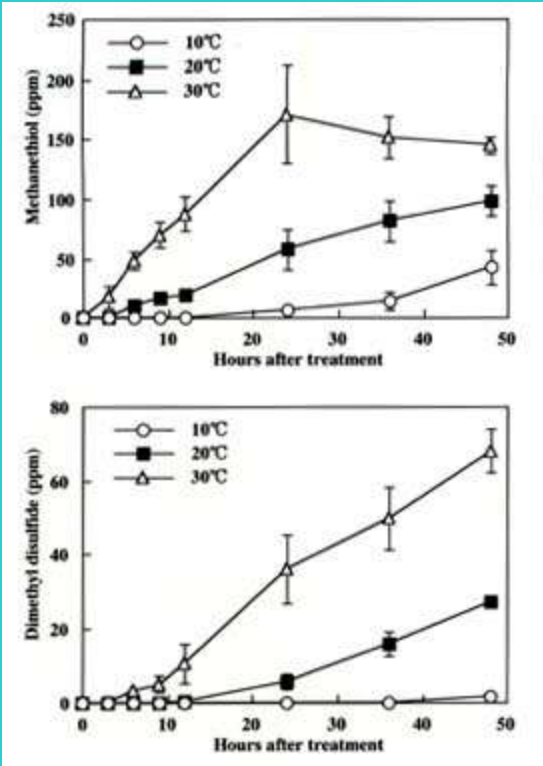 250
200
150
100
50
0
Methanethiol (ppm)
10℃
20℃
30℃
0 10 20 30 40 50
Hours after treatment
80
60
40
20
0
Dimethyl disulfide (ppm)
10℃
20℃
30℃
0 10 20 30 40 50
Hours after treatment